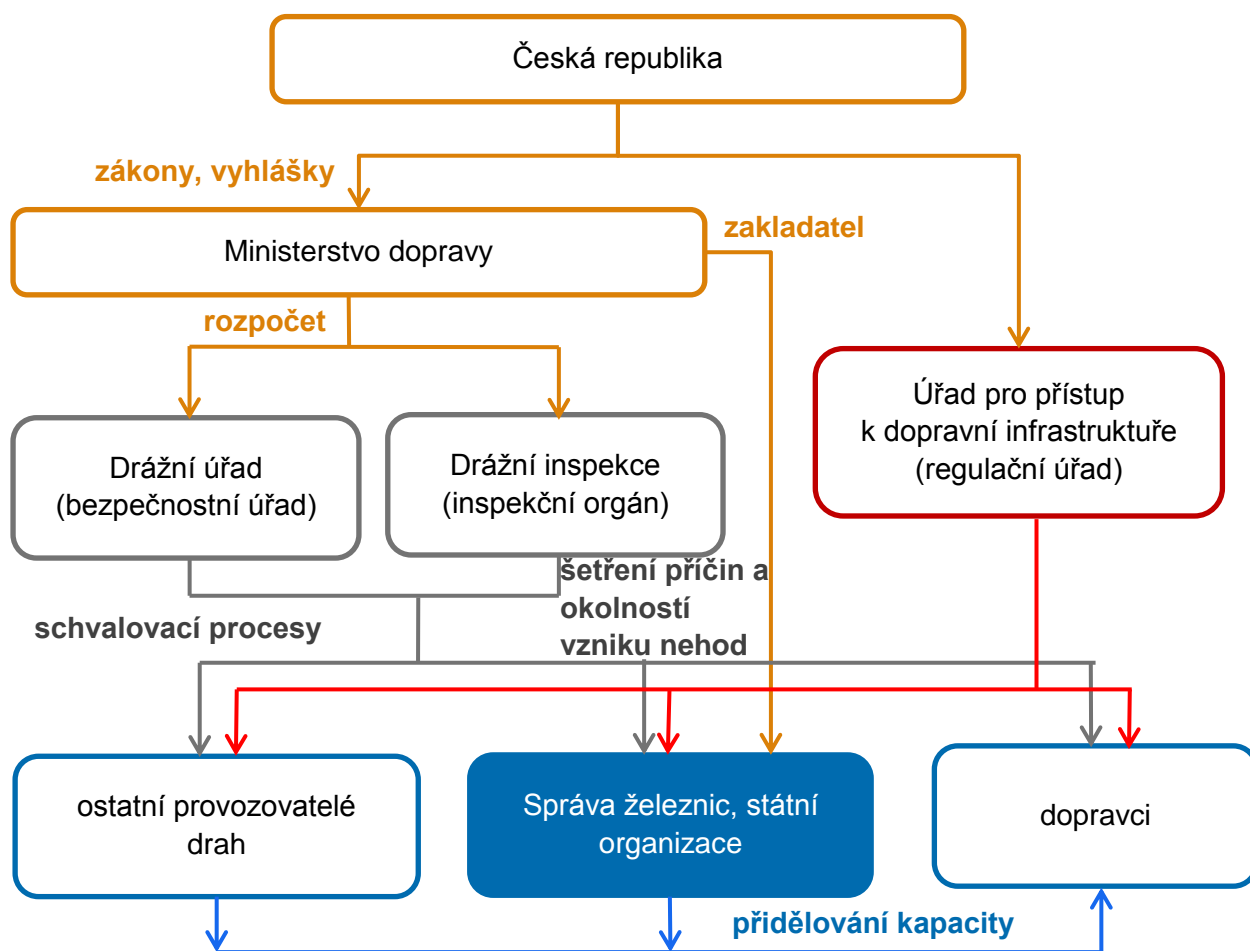 Česká republika
zákony, vyhlášky
Ministerstvo dopravy
zakladatel
rozpočet
Drážní úřad
(bezpečnostní úřad)
Drážní inspekce
(inspekční orgán)
Úřad pro přístup
k dopravní infrastruktuře
(regulační úřad)
schvalovací procesy
šetření příčin a
okolností
vzniku nehod
ostatní provozovatelé
drah
Správa železnic, státní
organizace
dopravci
přidělování kapacity